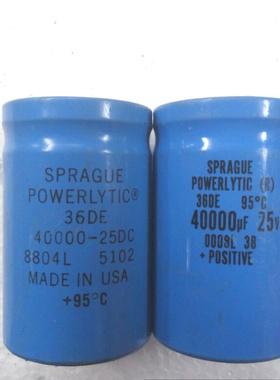 SPRAGUE
POWERLYTIC®
36DE
40000-25DC
8804L 5102
MADE IN USA
+95°C
SPRAGUE
POWERLYTIC (R)
36DE 95°C
40000µF 25V
0009L 38
+ POSITIVE